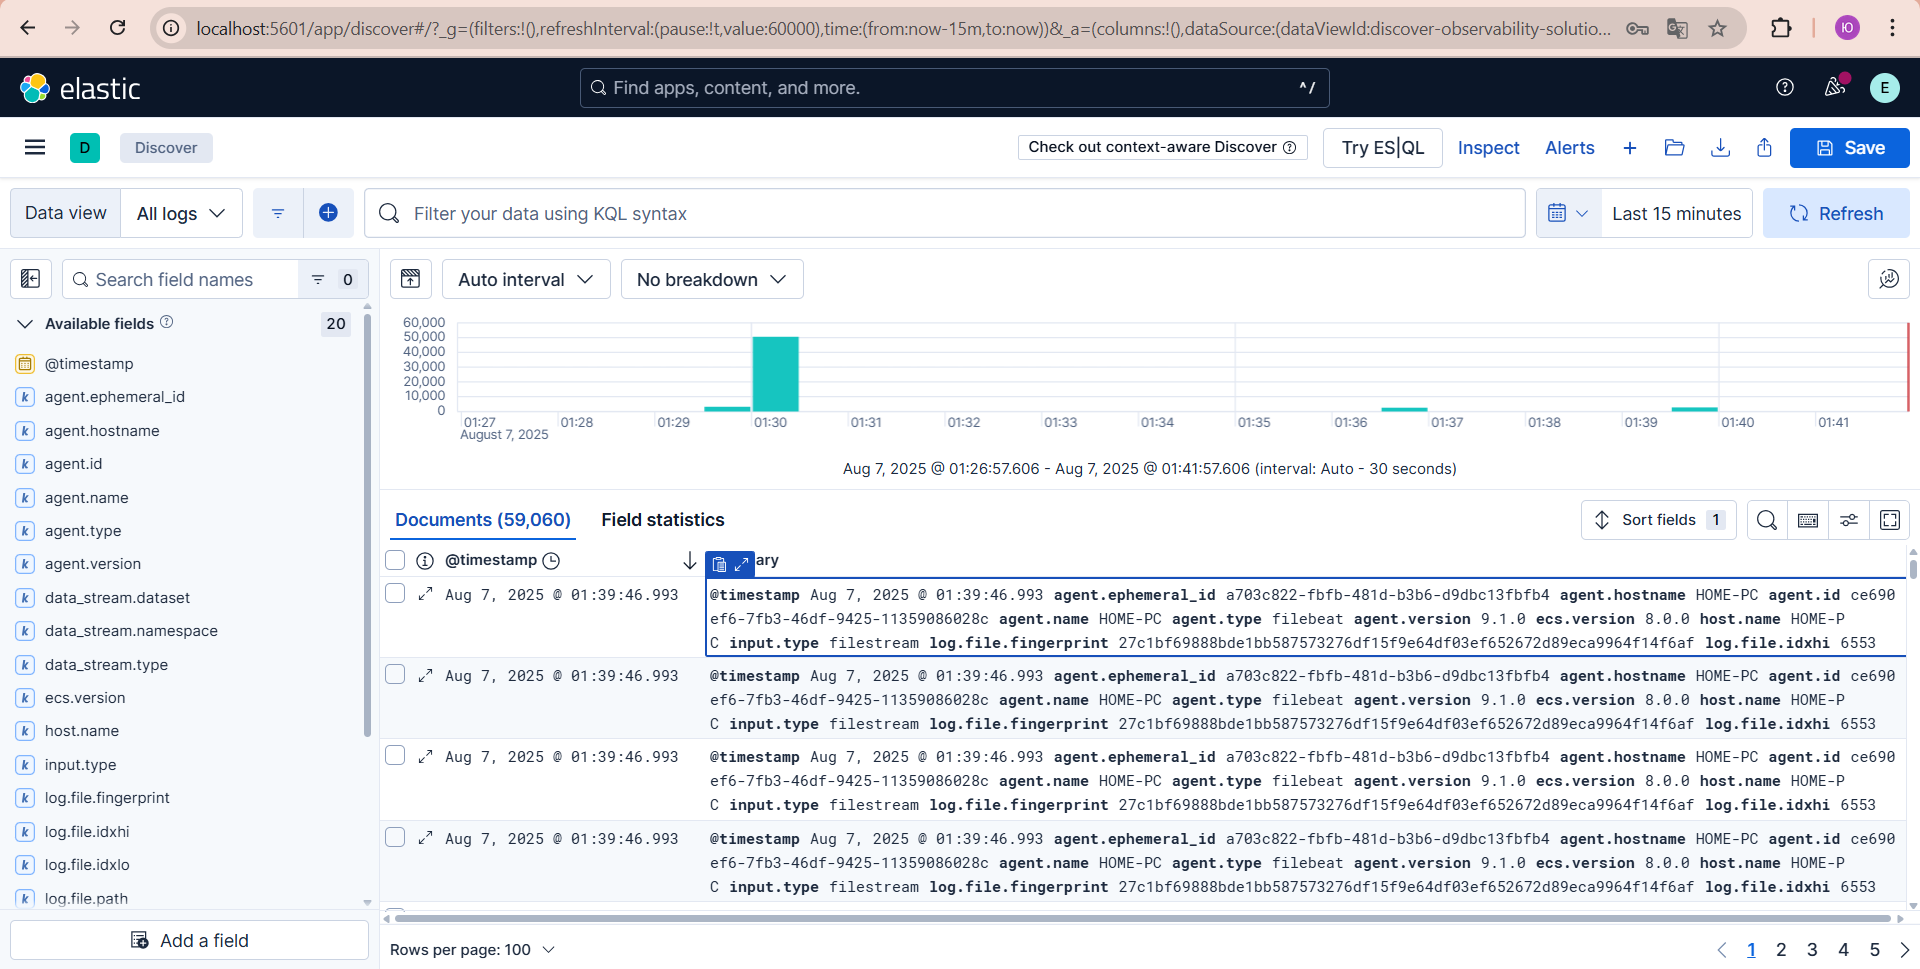 localhost:5601/app/discover#/?_g=(filters:!(),refreshInterval:(pause:!t,value:60000),time:(from:now-15m,to:now))&_a=(columns:!(),dataSource:(dataViewId:discover-observability-solutio...
Ю
elastic
Find apps, content, and more.
^/
E
D
Discover
Check out context-aware Discover
Try ES|QL
Inspect
Alerts
Save
Data view
All logs
Filter your data using KQL syntax
Last 15 minutes
Refresh
Search field names
0
Auto interval
No breakdown
Available fields
20
@timestamp
k agent.ephemeral_id
k agent.hostname
k agent.id
k agent.name
k agent.type
k agent.version
k data_stream.dataset
k data_stream.namespace
k data_stream.type
k ecs.version
k host.name
k input.type
k log.file.fingerprint
k log.file.idxhi
k log.file.idxlo
k log.file.path
Add a field
60,000
50,000
40,000
30,000
20,000
10,000
0
01:27 01:28 01:29 01:30 01:31 01:32 01:33 01:34 01:35 01:36 01:37 01:38 01:39 01:40 01:41
August 7, 2025
Aug 7, 2025 @ 01:26:57.606 - Aug 7, 2025 @ 01:41:57.606 (interval: Auto - 30 seconds)
Documents (59,060)
Field statistics
Sort fields 1
@timestamp
ary
Aug 7, 2025 @ 01:39:46.993
@timestamp Aug 7, 2025 @ 01:39:46.993 agent.ephemeral_id a703c822-fbfb-481d-b3b6-d9dbc13fbfb4 agent.hostname HOME-PC agent.id ce690
ef6-7fb3-46df-9425-11359086028c agent.name HOME-PC agent.type filebeat agent.version 9.1.0 ecs.version 8.0.0 host.name HOME-P
C input.type filestream log.file.fingerprint 27c1bf69888bde1bb587573276df15f9e64df03ef652672d89eca9964f14f6af log.file.idxhi 6553
Aug 7, 2025 @ 01:39:46.993
@timestamp Aug 7, 2025 @ 01:39:46.993 agent.ephemeral_id a703c822-fbfb-481d-b3b6-d9dbc13fbfb4 agent.hostname HOME-PC agent.id ce690
ef6-7fb3-46df-9425-11359086028c agent.name HOME-PC agent.type filebeat agent.version 9.1.0 ecs.version 8.0.0 host.name HOME-P
C input.type filestream log.file.fingerprint 27c1bf69888bde1bb587573276df15f9e64df03ef652672d89eca9964f14f6af log.file.idxhi 6553
Aug 7, 2025 @ 01:39:46.993
@timestamp Aug 7, 2025 @ 01:39:46.993 agent.ephemeral_id a703c822-fbfb-481d-b3b6-d9dbc13fbfb4 agent.hostname HOME-PC agent.id ce690
ef6-7fb3-46df-9425-11359086028c agent.name HOME-PC agent.type filebeat agent.version 9.1.0 ecs.version 8.0.0 host.name HOME-P
C input.type filestream log.file.fingerprint 27c1bf69888bde1bb587573276df15f9e64df03ef652672d89eca9964f14f6af log.file.idxhi 6553
Aug 7, 2025 @ 01:39:46.993
@timestamp Aug 7, 2025 @ 01:39:46.993 agent.ephemeral_id a703c822-fbfb-481d-b3b6-d9dbc13fbfb4 agent.hostname HOME-PC agent.id ce690
ef6-7fb3-46df-9425-11359086028c agent.name HOME-PC agent.type filebeat agent.version 9.1.0 ecs.version 8.0.0 host.name HOME-P
C input.type filestream log.file.fingerprint 27c1bf69888bde1bb587573276df15f9e64df03ef652672d89eca9964f14f6af log.file.idxhi 6553
Rows per page: 100
1 2 3 4 5